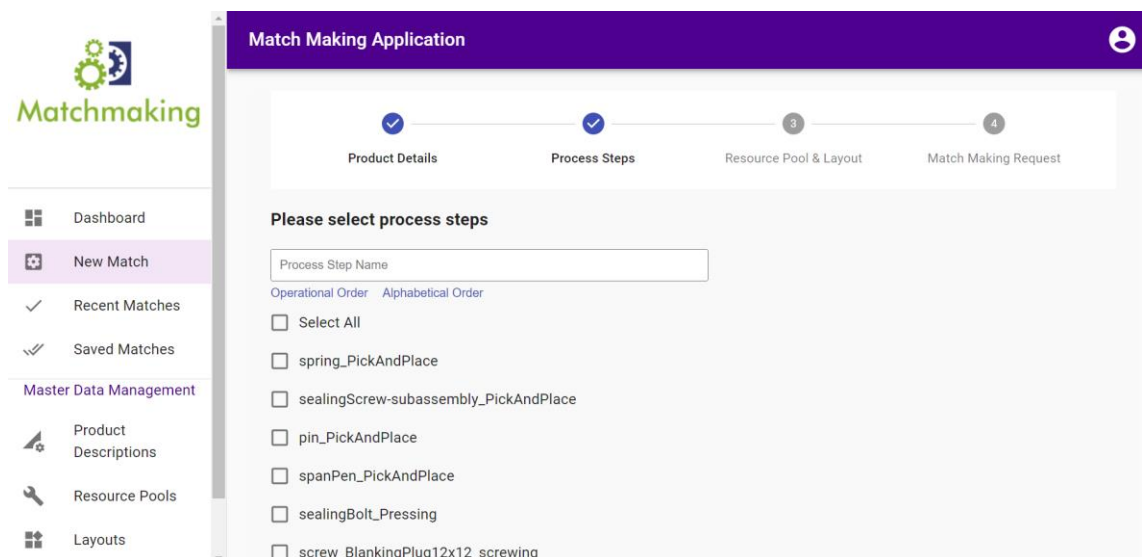 Matchmaking
Dashboard
New Match
Recent Matches
Saved Matches
Master Data Management
Product
Descriptions
Resource Pools
Layouts
Match Making Application
Product Details
Process Steps
3
Resource Pool & Layout
4
Match Making Request
Please select process steps
Process Step Name
Operational Order Alphabetical Order
Select All
spring_PickAndPlace
sealingScrew-subassembly_PickAndPlace
pin_PickAndPlace
spanPen_PickAndPlace
sealingBolt_Pressing
screw_BlankingPlug12x12_screwing